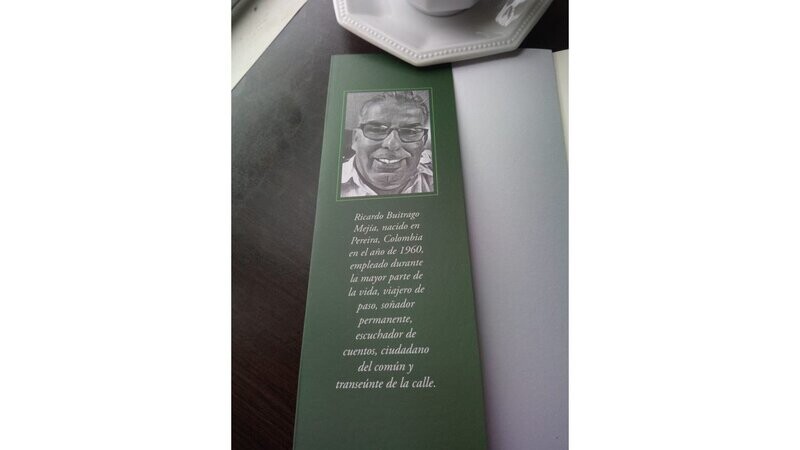 Ricardo Buitrago
Mejía, nacido en
Pereira, Colombia
en el año de 1960,
empleado durante
la mayor parte de
la vida, viajero de
paso, soñador
permanente,
escuchador de
cuentos, ciudadano
del común y
transeúnte de la calle.